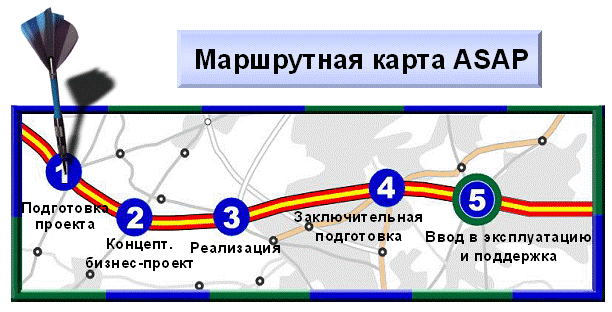 Маршрутная карта ASAP
1
Подготовка
проекта
2
Концепт.
бизнес-проект
3
Реализация
4
Заключительная
подготовка
5
Ввод в эксплуатацию
и поддержка